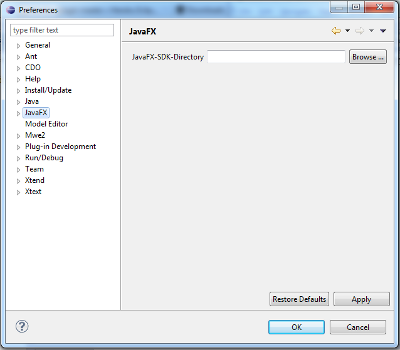 Preferences
type filter text
General
Ant
CDO
Help
Install/Update
Java
JavaFX
Model Editor
Mwe2
Plug-in Development
Run/Debug
Team
Xtend
Xtext
JavaFX
JavaFX-SDK-Directory
Browse ...
Restore Defaults
Apply
OK
Cancel